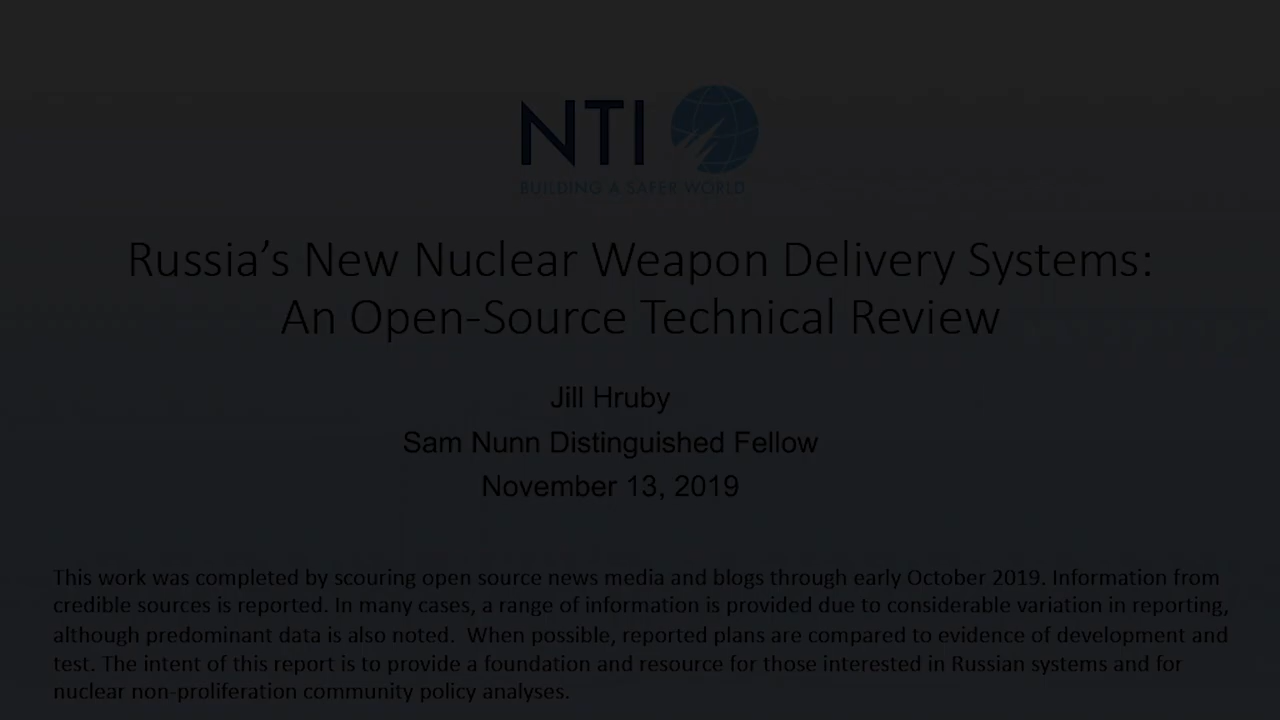 NTI
BUILDING A SAFER WORLD
Russia's New Nuclear Weapon Delivery Systems:
An Open-Source Technical Review
Jill Hruby
Sam Nunn Distinguished Fellow
November 13, 2019
This work was completed by scouring open source news media and blogs through early October 2019. Information from
credible sources is reported. In many cases, a range of information is provided due to considerable variation in reporting,
although predominant data is also noted.  When possible, reported plans are compared to evidence of development and
test. The intent of this report is to provide a foundation and resource for those interested in Russian systems and for
nuclear non-proliferation community policy analyses.